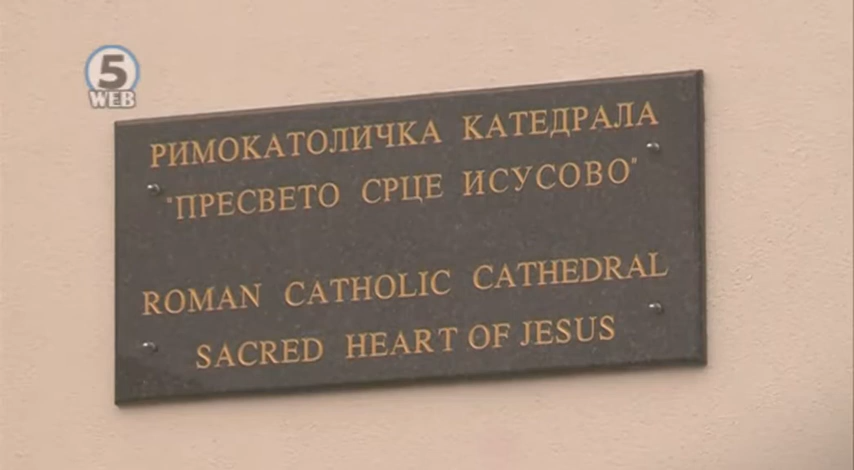 5
WEB
РИМОКАТОЛИЧКА КАТЕДРАЛА
"ПРЕСВЕТО СРЦЕ ИСУСОВО"
ROMAN CATHOLIC CATHEDRAL
SACRED HEART OF JESUS